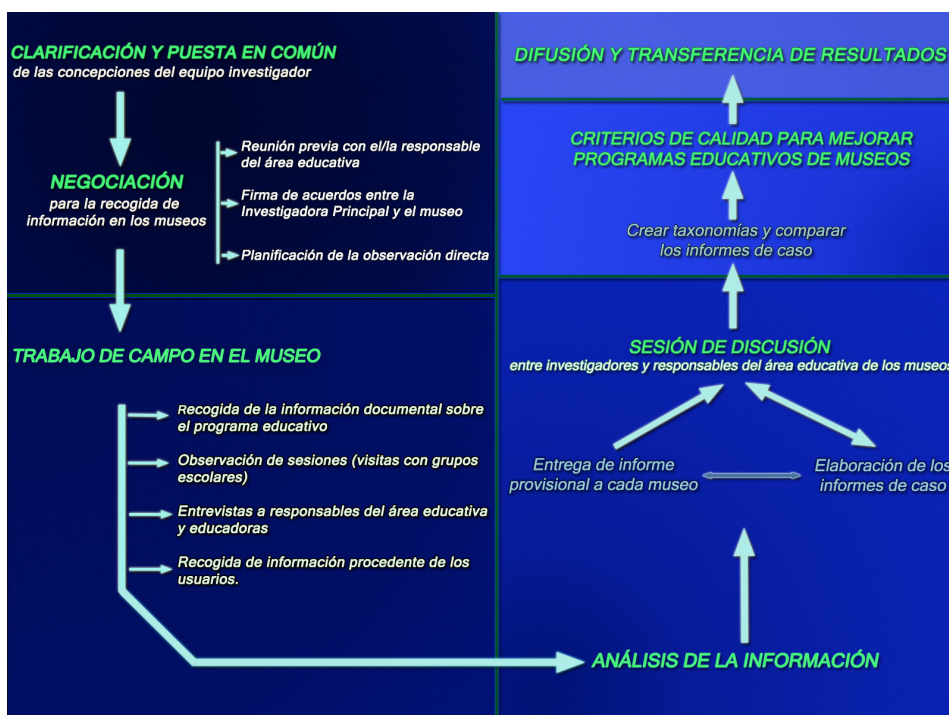 CLARIFICACIÓN Y PUESTA EN COMÚN
de las concepciones del equipo investigador
NEGOCIACIÓN
para la recogida de
información en los museos
Reunión previa con el/la responsable
del área educativa
Firma de acuerdos entre la
Investigadora Principal y el museo
Planificación de la observación directa
TRABAJO DE CAMPO EN EL MUSEO
Recogida de la información documental sobre
el programa educativo
Observación de sesiones (visitas con grupos
escolares)
Entrevistas a responsables del área educativa
y educadoras
Recogida de información procedente de los
usuarios.
DIFUSIÓN Y TRANSFERENCIA DE RESULTADOS
CRITERIOS DE CALIDAD PARA MEJORAR
PROGRAMAS EDUCATIVOS DE MUSEOS
Crear taxonomías y comparar
los informes de caso
SESIÓN DE DISCUSIÓN
entre investigadores y responsables del área educativa de los museos
Entrega de informe
provisional a cada museo
Elaboración de los
informes de caso
ANÁLISIS DE LA INFORMACIÓN